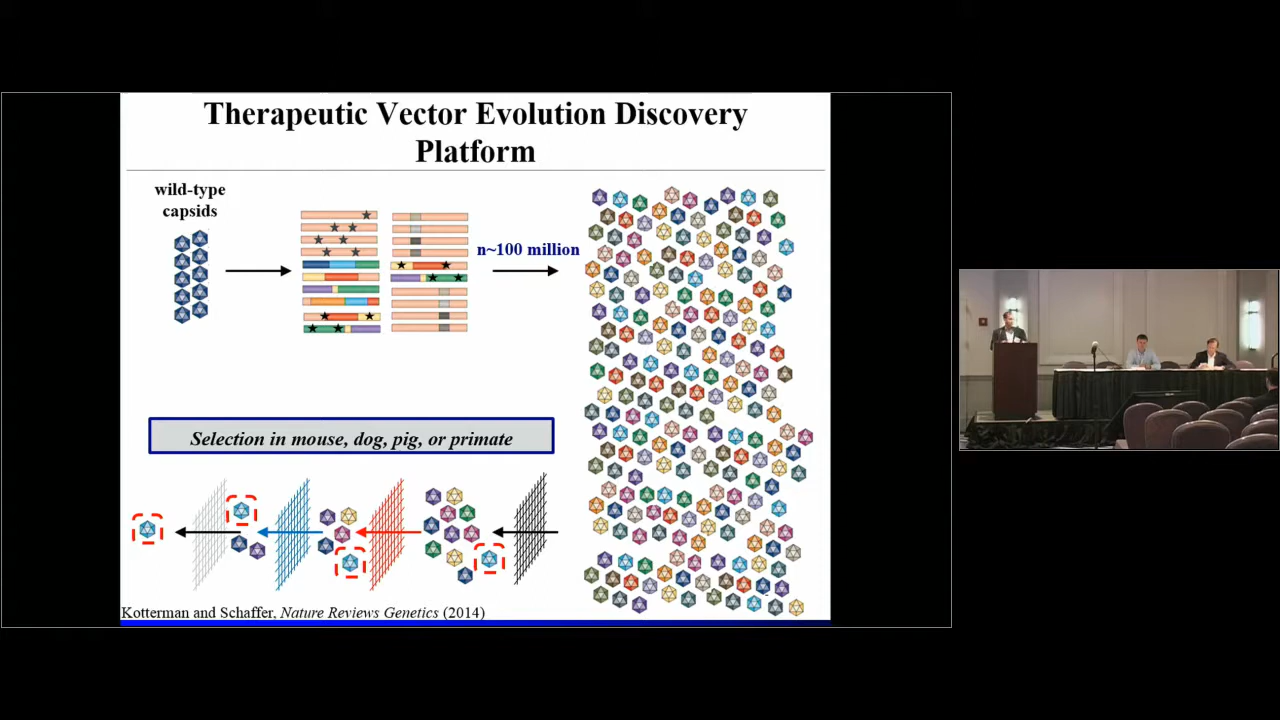 Therapeutic Vector Evolution Discovery
Platform
wild-type
capsids
n~100 million
Selection in mouse, dog, pig, or primate
Kotterman and Schaffer, Nature Reviews Genetics (2014)